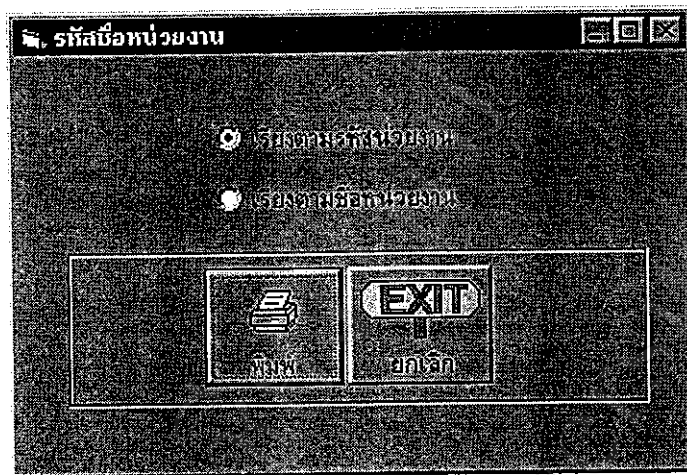 รหัสชื่อหน่วยงาน
เรียงตามรหัสหน่วยงาน
เรียงตามชื่อหน่วยงาน
EXIT
พิมพ์ ยกเลิก